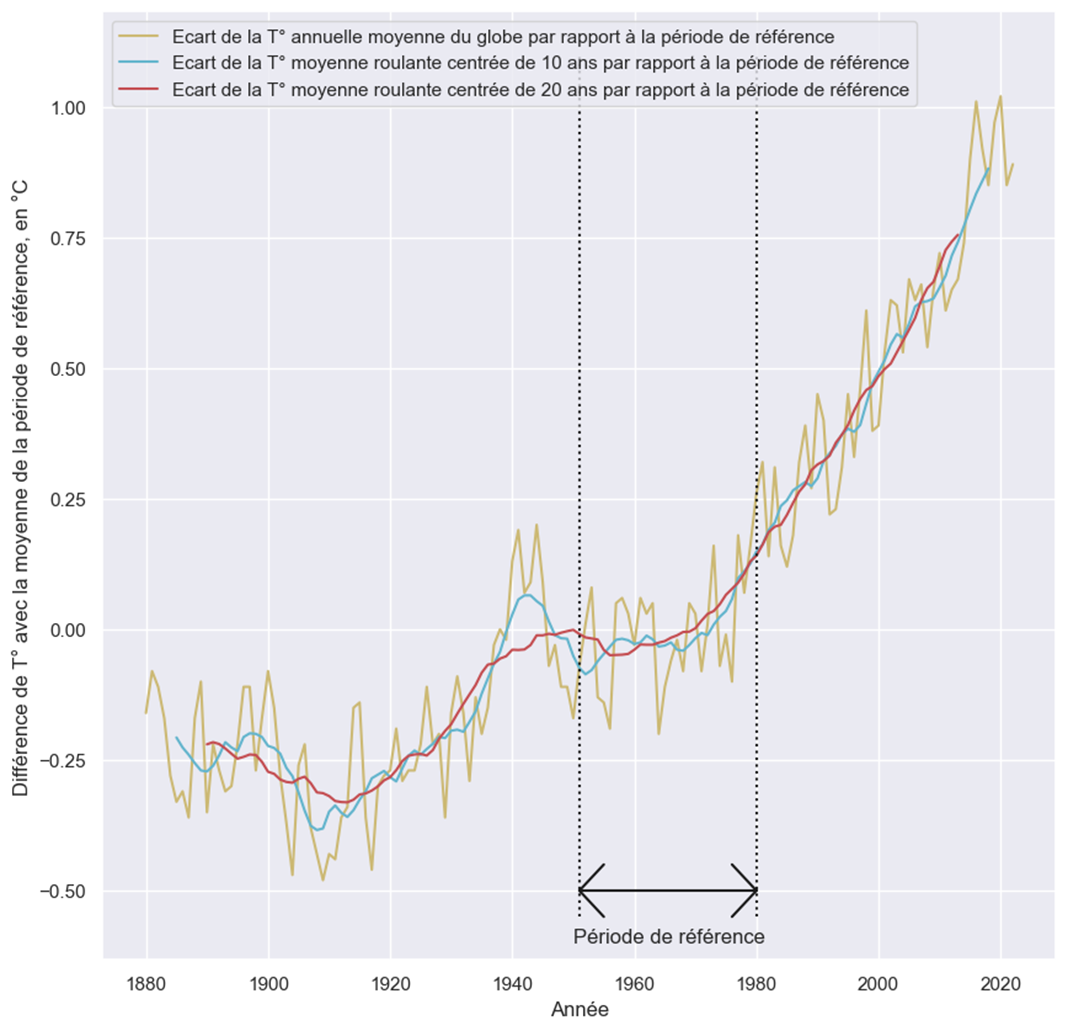 Ecart de la T° annuelle moyenne du globe par rapport à la période de référence
Ecart de la T° moyenne roulante centrée de 10 ans par rapport à la période de référence
Ecart de la T° moyenne roulante centrée de 20 ans par rapport à la période de référence
Différence de T° avec la moyenne de la période de référence, en °C
1.00
0.75
0.50
0.25
0.00
−0.25
−0.50
Période de référence
1880 1900 1920 1940 1960 1980 2000 2020
Année